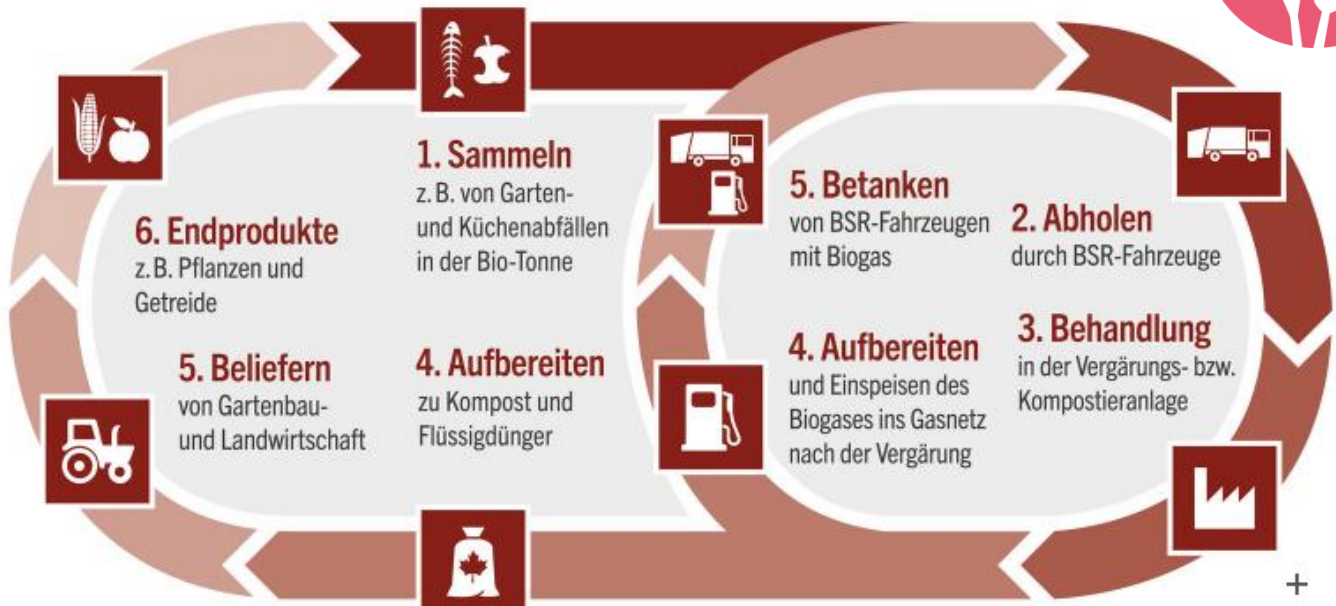 1. Sammeln
z. B. von Garten-
und Küchenabfällen
in der Bio-Tonne
2. Abholen
durch BSR-Fahrzeuge
3. Behandlung
in der Vergärungs- bzw.
Kompostieranlage
4. Aufbereiten
und Einspeisen des
Biogases ins Gasnetz
nach der Vergärung
5. Betanken
von BSR-Fahrzeugen
mit Biogas
4. Aufbereiten
zu Kompost und
Flüssigdünger
5. Beliefern
von Gartenbau-
und Landwirtschaft
6. Endprodukte
z. B. Pflanzen und
Getreide
+